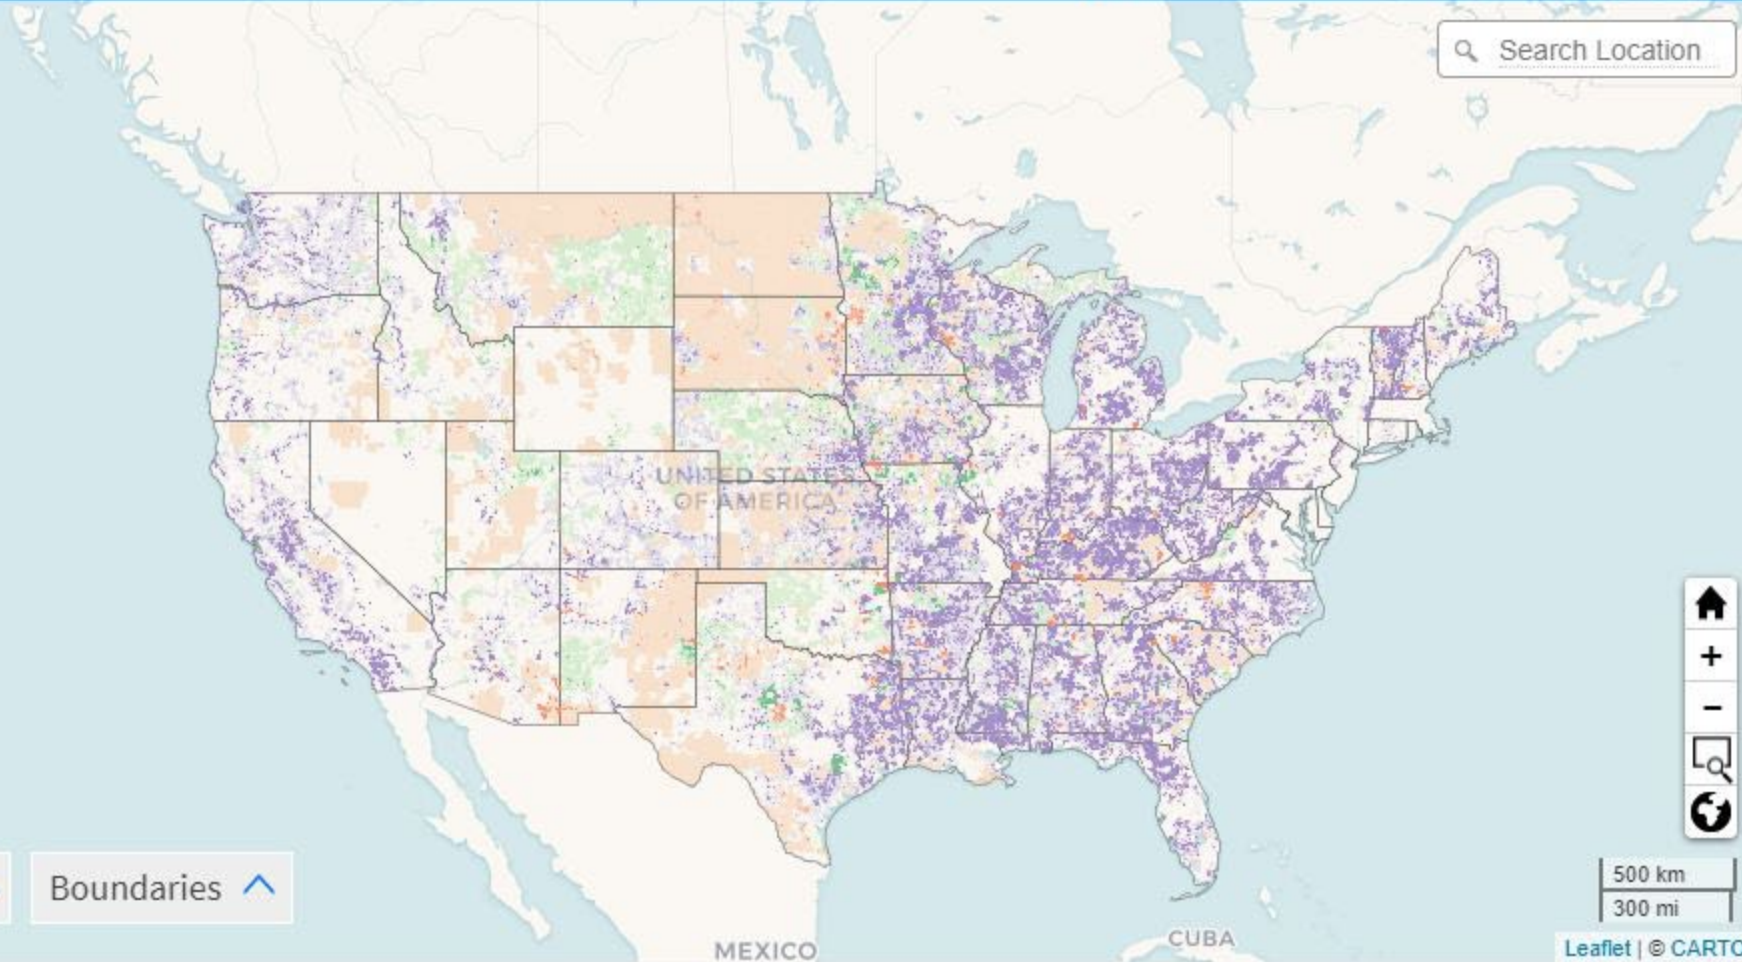 Search Location
UNITED STATES
OF AMERICA
+
−
Boundaries
500 km
300 mi
MEXICO
CUBA
Leaflet | © CARTO